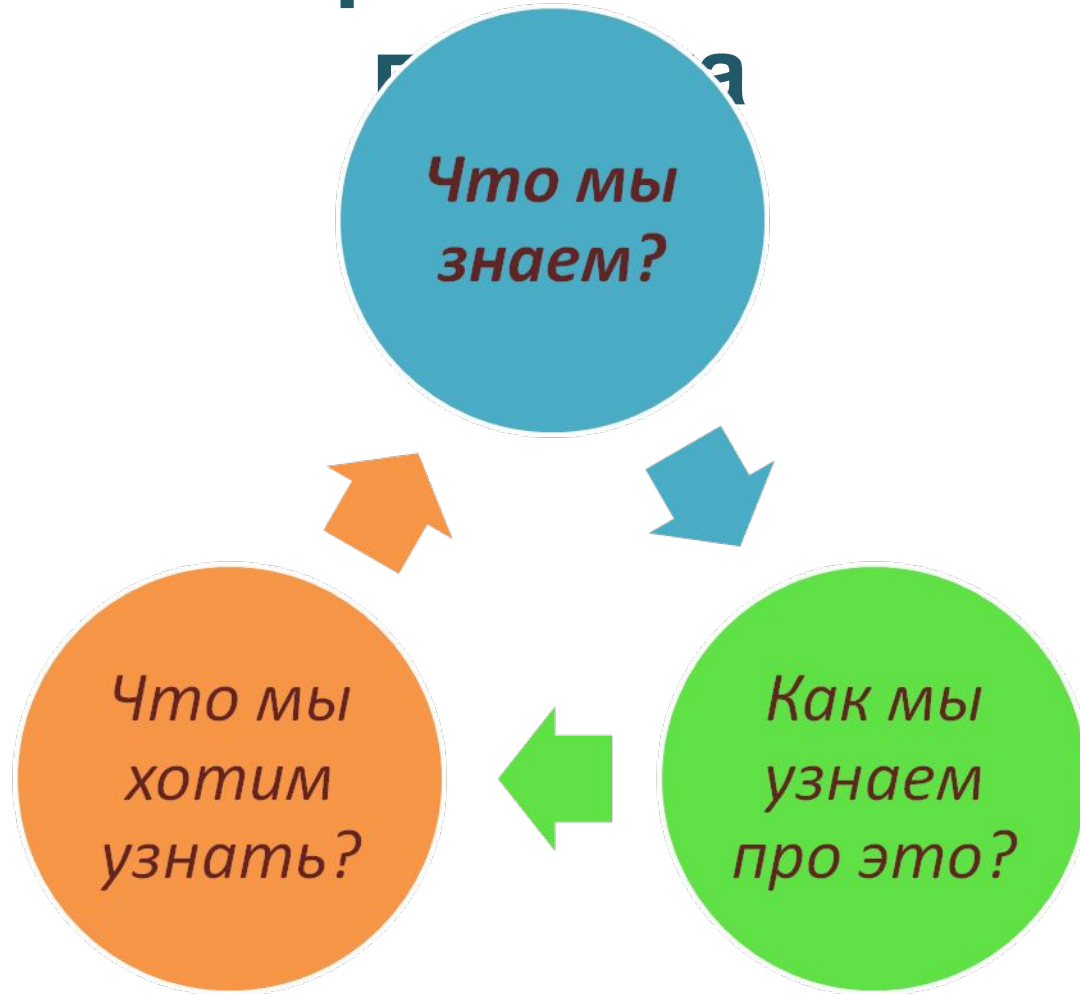 Что мы
знаем?
Что мы
хотим
узнать?
Как мы
узнаем
про это?